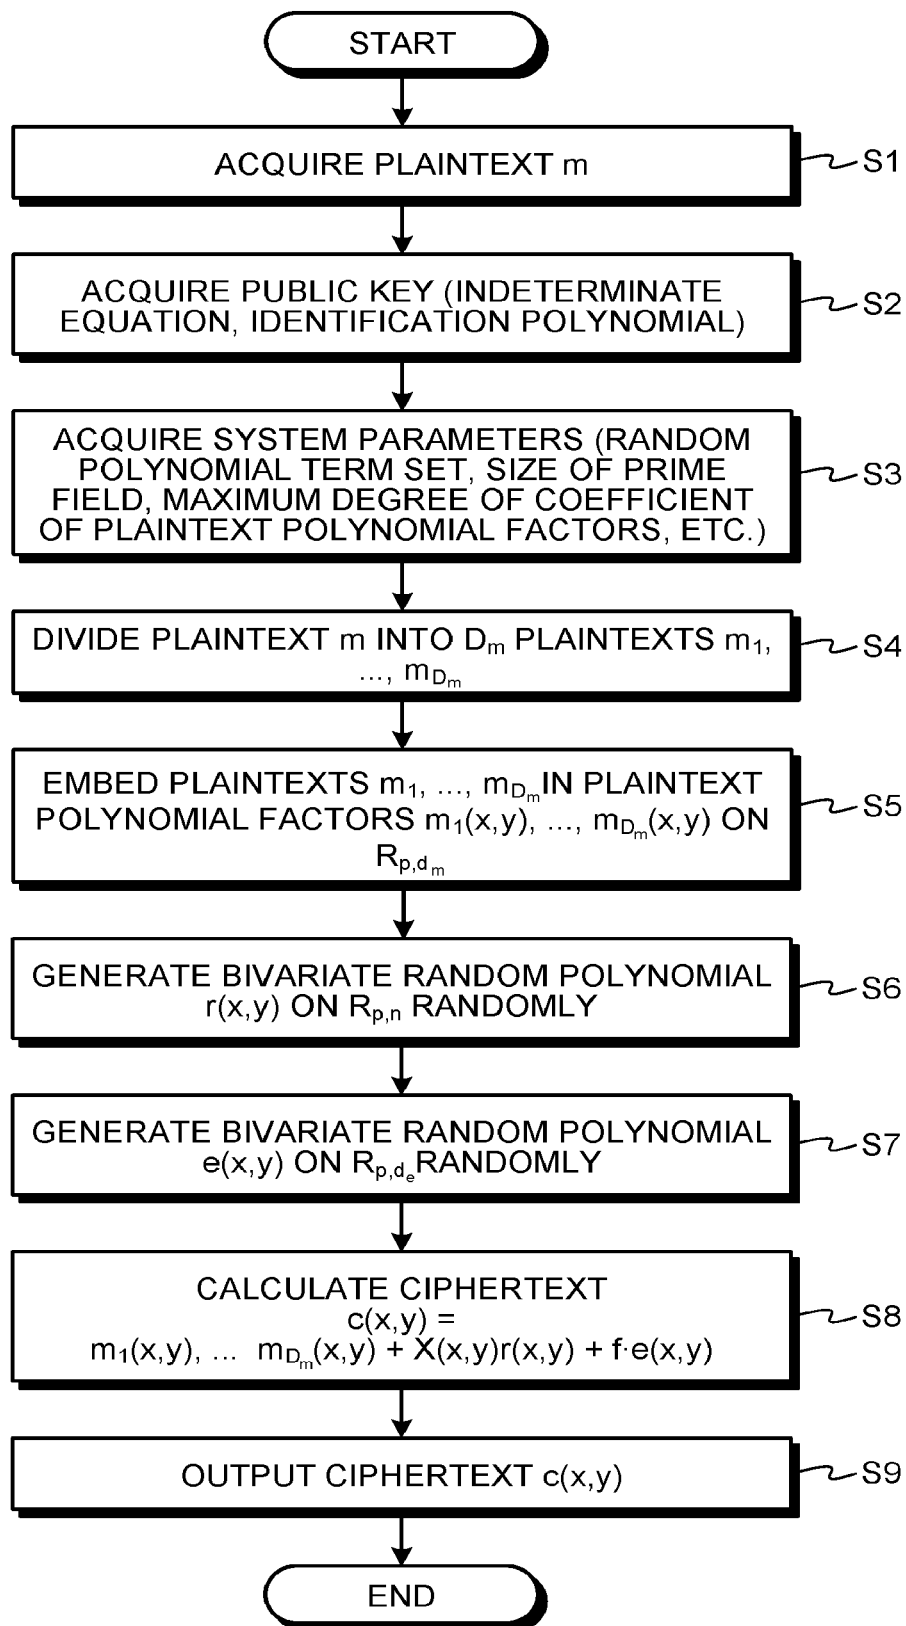 START
ACQUIRE PLAINTEXT m
S1
ACQUIRE PUBLIC KEY (INDETERMINATE
EQUATION, IDENTIFICATION POLYNOMIAL)
S2
ACQUIRE SYSTEM PARAMETERS (RANDOM
POLYNOMIAL TERM SET, SIZE OF PRIME
FIELD, MAXIMUM DEGREE OF COEFFICIENT
OF PLAINTEXT POLYNOMIAL FACTORS, ETC.)
S3
DIVIDE PLAINTEXT m INTO Dm PLAINTEXTS m1,
..., mDm
S4
EMBED PLAINTEXTS m1, ..., mDm IN PLAINTEXT
POLYNOMIAL FACTORS m1(x,y), ..., mDm(x,y) ON
Rp,dm
S5
GENERATE BIVARIATE RANDOM POLYNOMIAL
r(x,y) ON Rp,n RANDOMLY
S6
GENERATE BIVARIATE RANDOM POLYNOMIAL
e(x,y) ON Rp,de RANDOMLY
S7
CALCULATE CIPHERTEXT
c(x,y) =
m1(x,y), ... mDm(x,y) + X(x,y)r(x,y) + f·e(x,y)
S8
OUTPUT CIPHERTEXT c(x,y)
S9
END